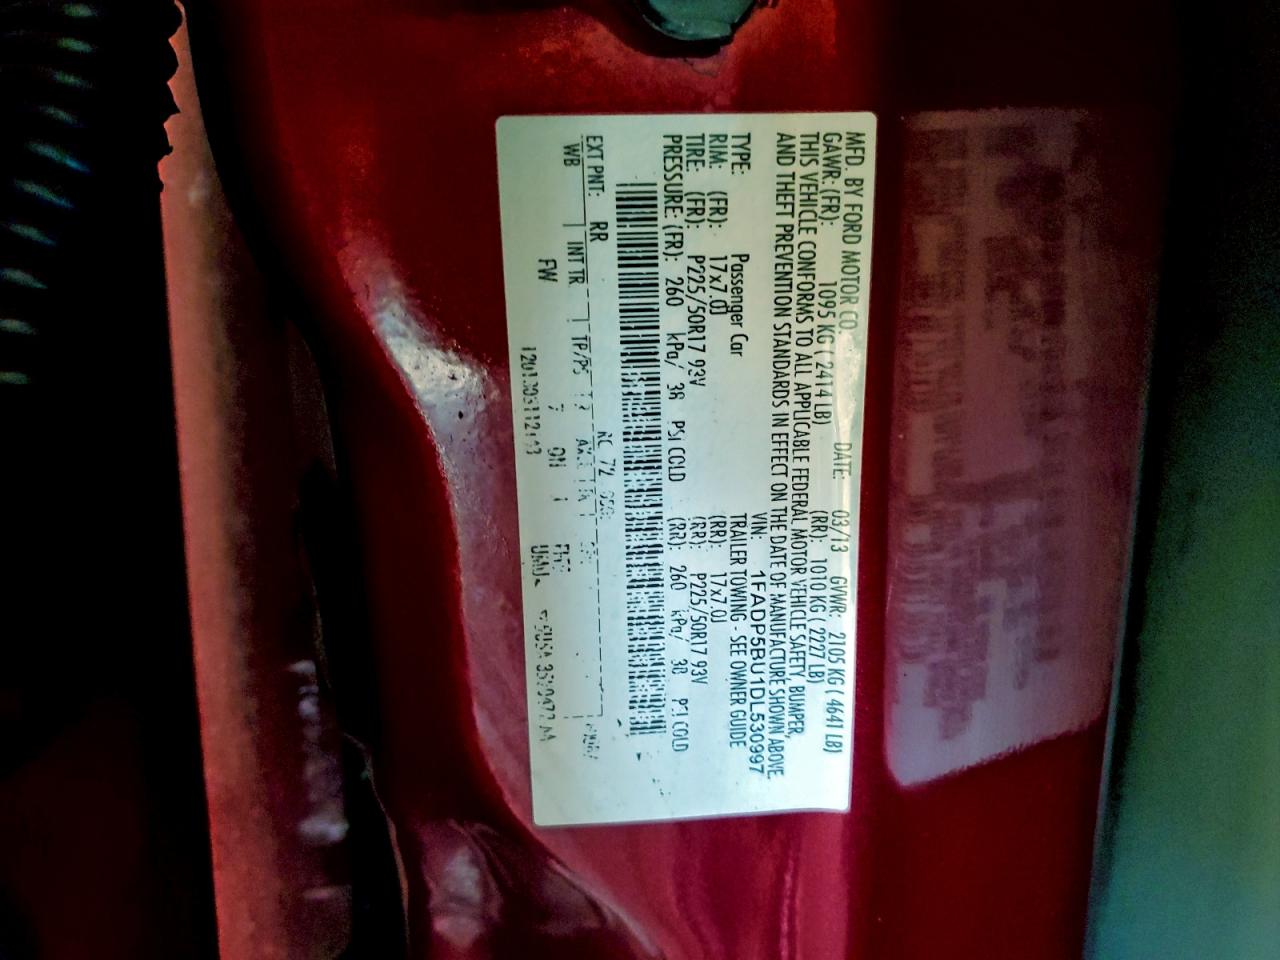 MFD. BY FORD MOTOR CO. DATE: 03/13 GVWR: 2105 KG ( 4641 LB)
GAWR: (FR): 1095 KG ( 2414 LB) (RR): 1010 KG ( 2227 LB)
THIS VEHICLE CONFORMS TO ALL APPLICABLE FEDERAL MOTOR VEHICLE SAFETY, BUMPER,
AND THEFT PREVENTION STANDARDS IN EFFECT ON THE DATE OF MANUFACTURE SHOWN ABOVE.
VIN: 1FADP5BU1DL530997
TYPE: Passenger Car TRAILER TOWING - SEE OWNER GUIDE
RIM: (FR): 17x7.0J (RR): 17x7.0J
TIRE: (FR): P225/50R17 93V (RR): P225/50R17 93V
PRESSURE: (FR): 260 kPa/ 38 PSI COLD (RR): 260 kPa/ 38 PSI COLD
EXT PNT: RR RC: 72
WB INT TR TP/PS
FW